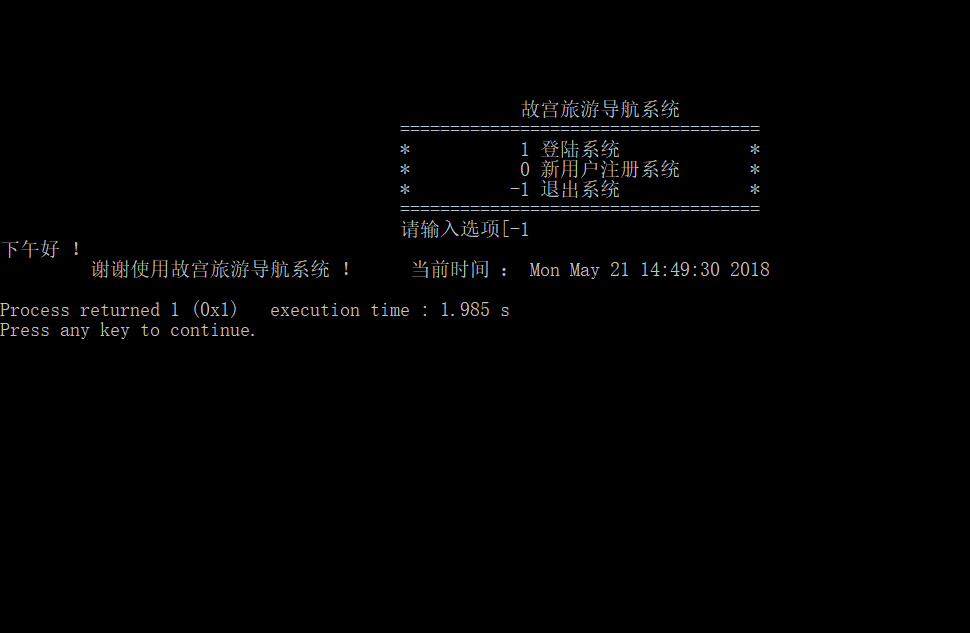 故宫旅游导航系统
====================================
* 1 登陆系统 *
* 0 新用户注册系统 *
* -1 退出系统 *
====================================
请输入选项[-1
下午好 !
谢谢使用故宫旅游导航系统 ! 当前时间 : Mon May 21 14:49:30 2018
Process returned 1 (0x1) execution time : 1.985 s
Press any key to continue.